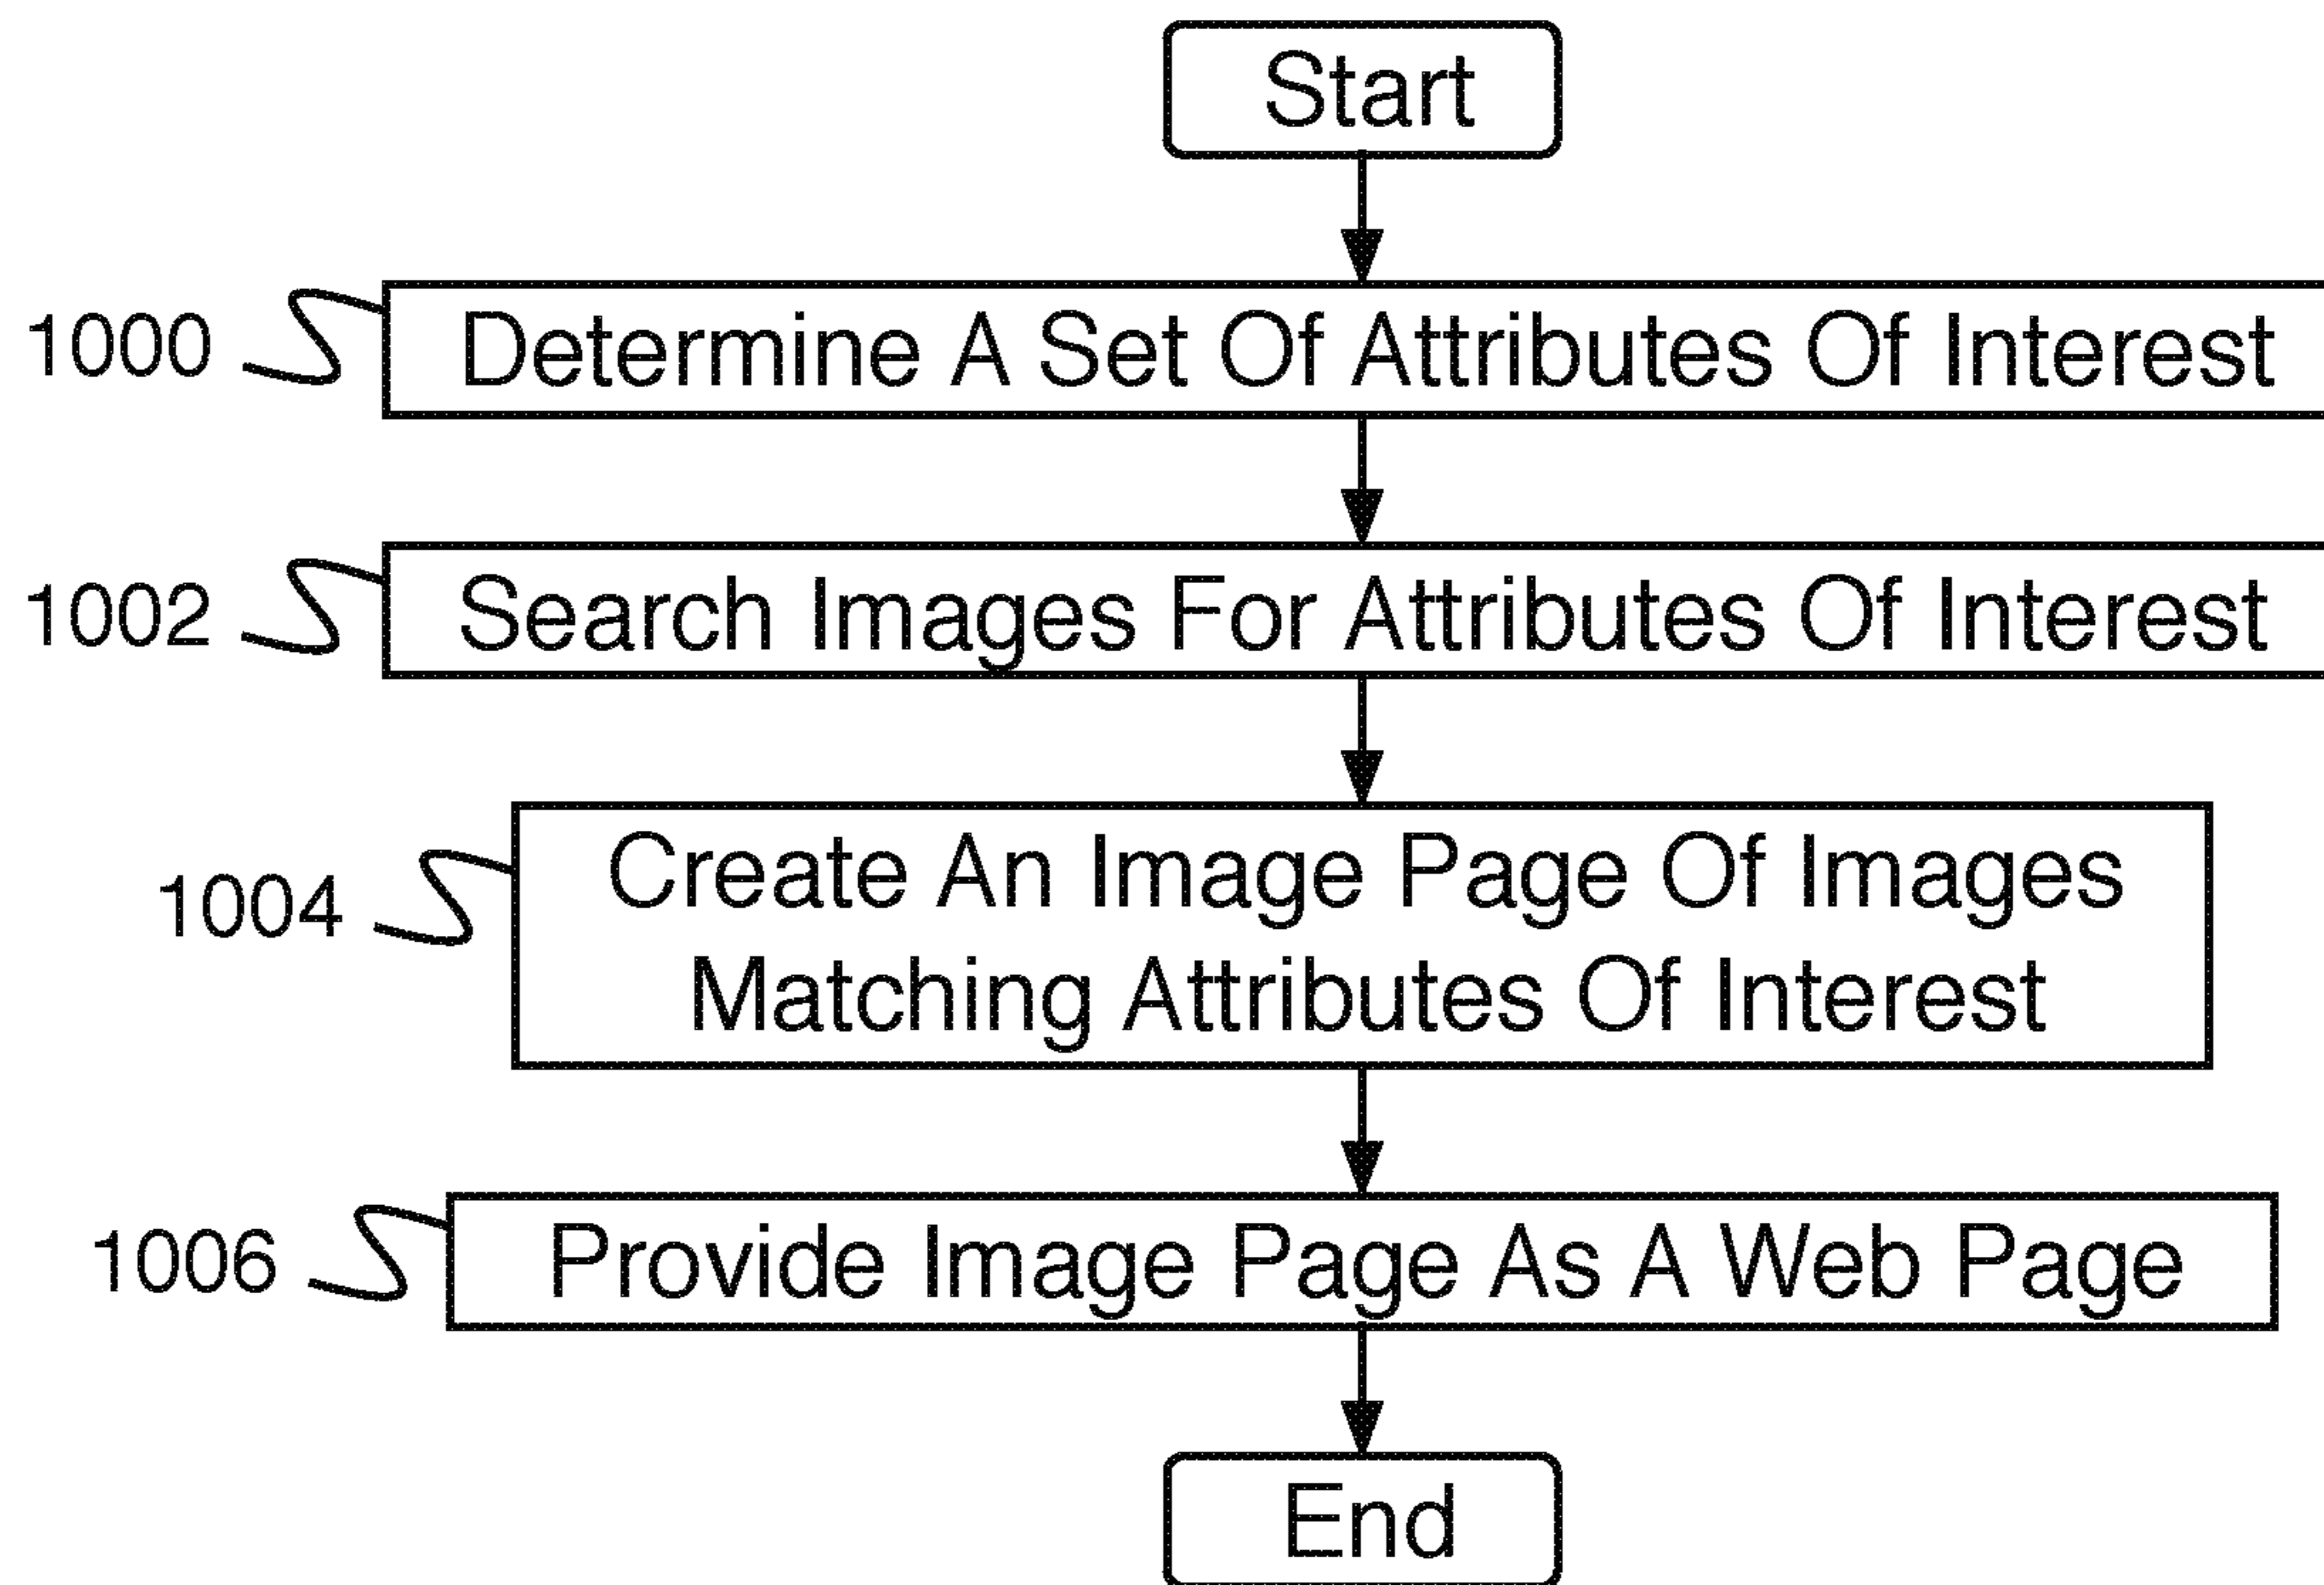 Start
1000
Determine A Set Of Attributes Of Interest
1002
Search Images For Attributes Of Interest
1004
Create An Image Page Of Images
Matching Attributes Of Interest
1006
Provide Image Page As A Web Page
End